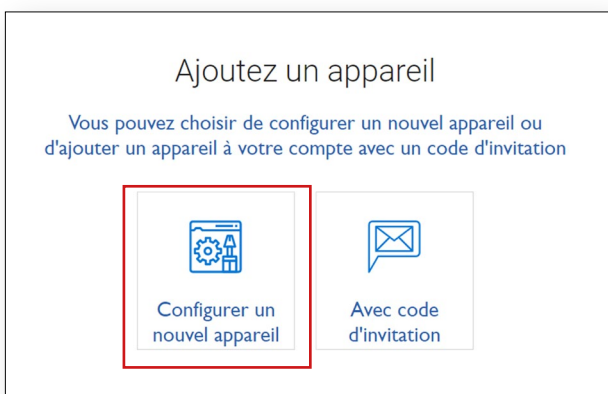 Ajoutez un appareil
Vous pouvez choisir de configurer un nouvel appareil ou
d'ajouter un appareil à votre compte avec un code d'invitation
Configurer un
nouvel appareil
Avec code
d'invitation